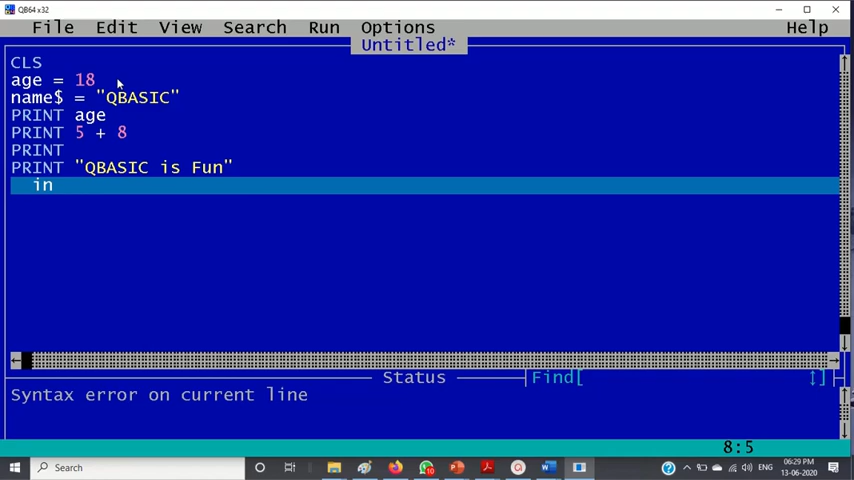 QB64 x32
File Edit View Search Run Options Help
Untitled*
CLS
age = 18
name$ = "QBASIC"
PRINT age
PRINT 5 + 8
PRINT
PRINT "QBASIC is Fun"
in
Status
Find[ ]
Syntax error on current line
8:5
Search
10
ENG
06:29 PM
13-06-2020